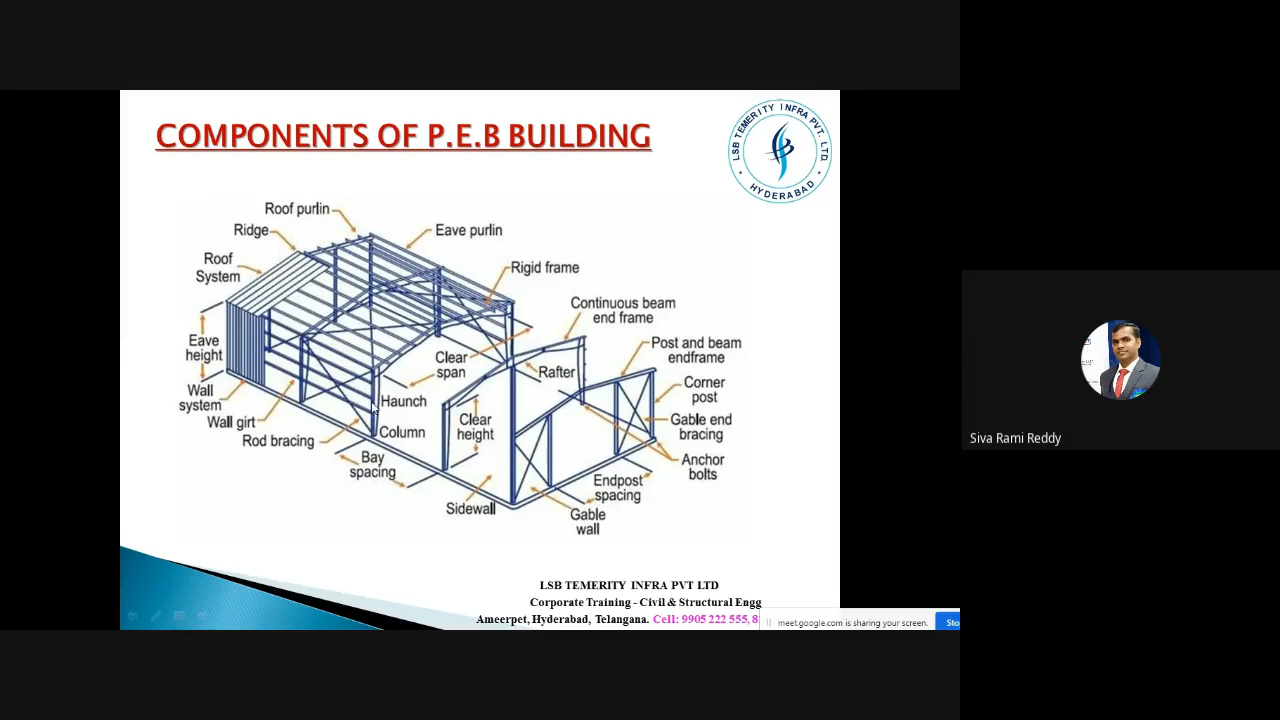 COMPONENTS OF P.E.B BUILDING
LSB TEMERITY INFRA PVT. LTD.
HYDERABAD
Roof purlin
Ridge
Eave purlin
Roof
System
Rigid frame
Continuous beam
end frame
Eave
height
Post and beam
endframe
Clear
span
Rafter
Corner
post
Wall
system
Haunch
Wall girt
Clear
height
Gable end
bracing
Rod bracing
Column
Bay
spacing
Anchor
bolts
Endpost
spacing
Sidewall
Gable
wall
LSB TEMERITY INFRA PVT LTD
Corporate Training - Civil & Structural Engg
Ameerpet, Hyderabad, Telangana. Cell: 9905 222 555, 8
meet.google.com is sharing your screen.
Sto
Siva Rami Reddy